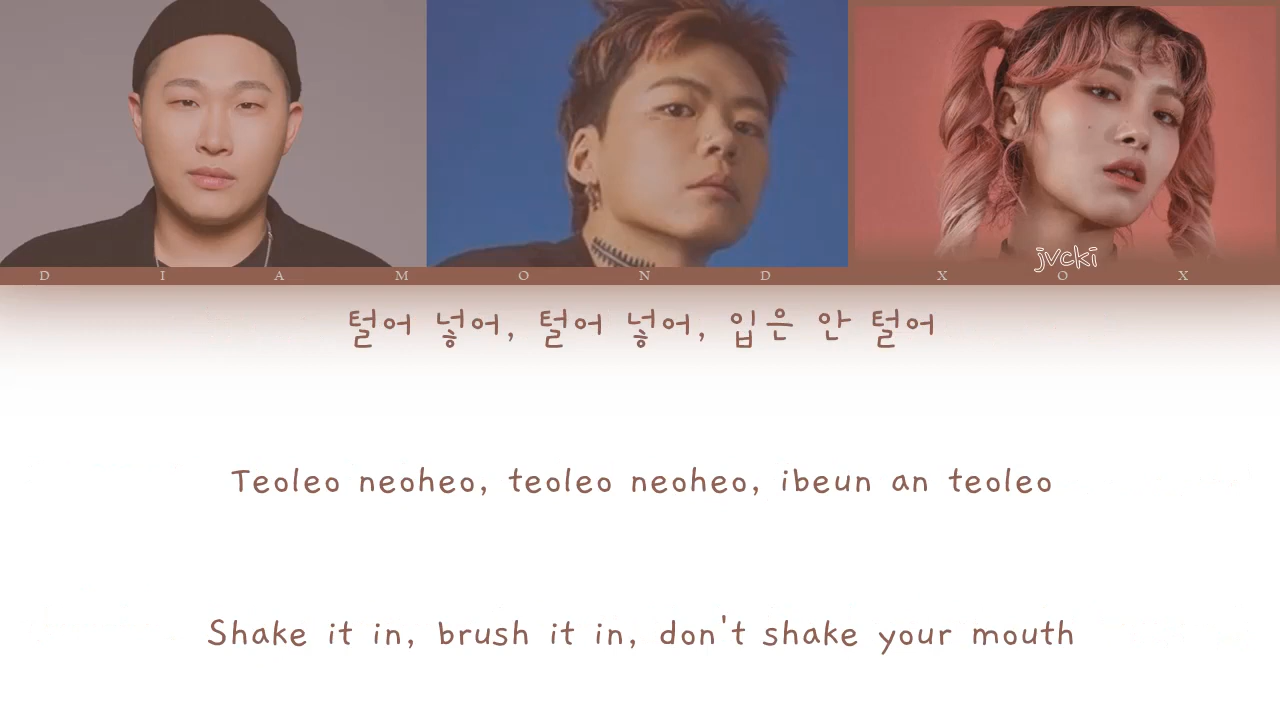 jvcki
D I A M O N D X O X
털어 넣어, 털어 넣어, 입은 안 털어
Teoleo neoheo, teoleo neoheo, ibeun an teoleo
Shake it in, brush it in, don't shake your mouth